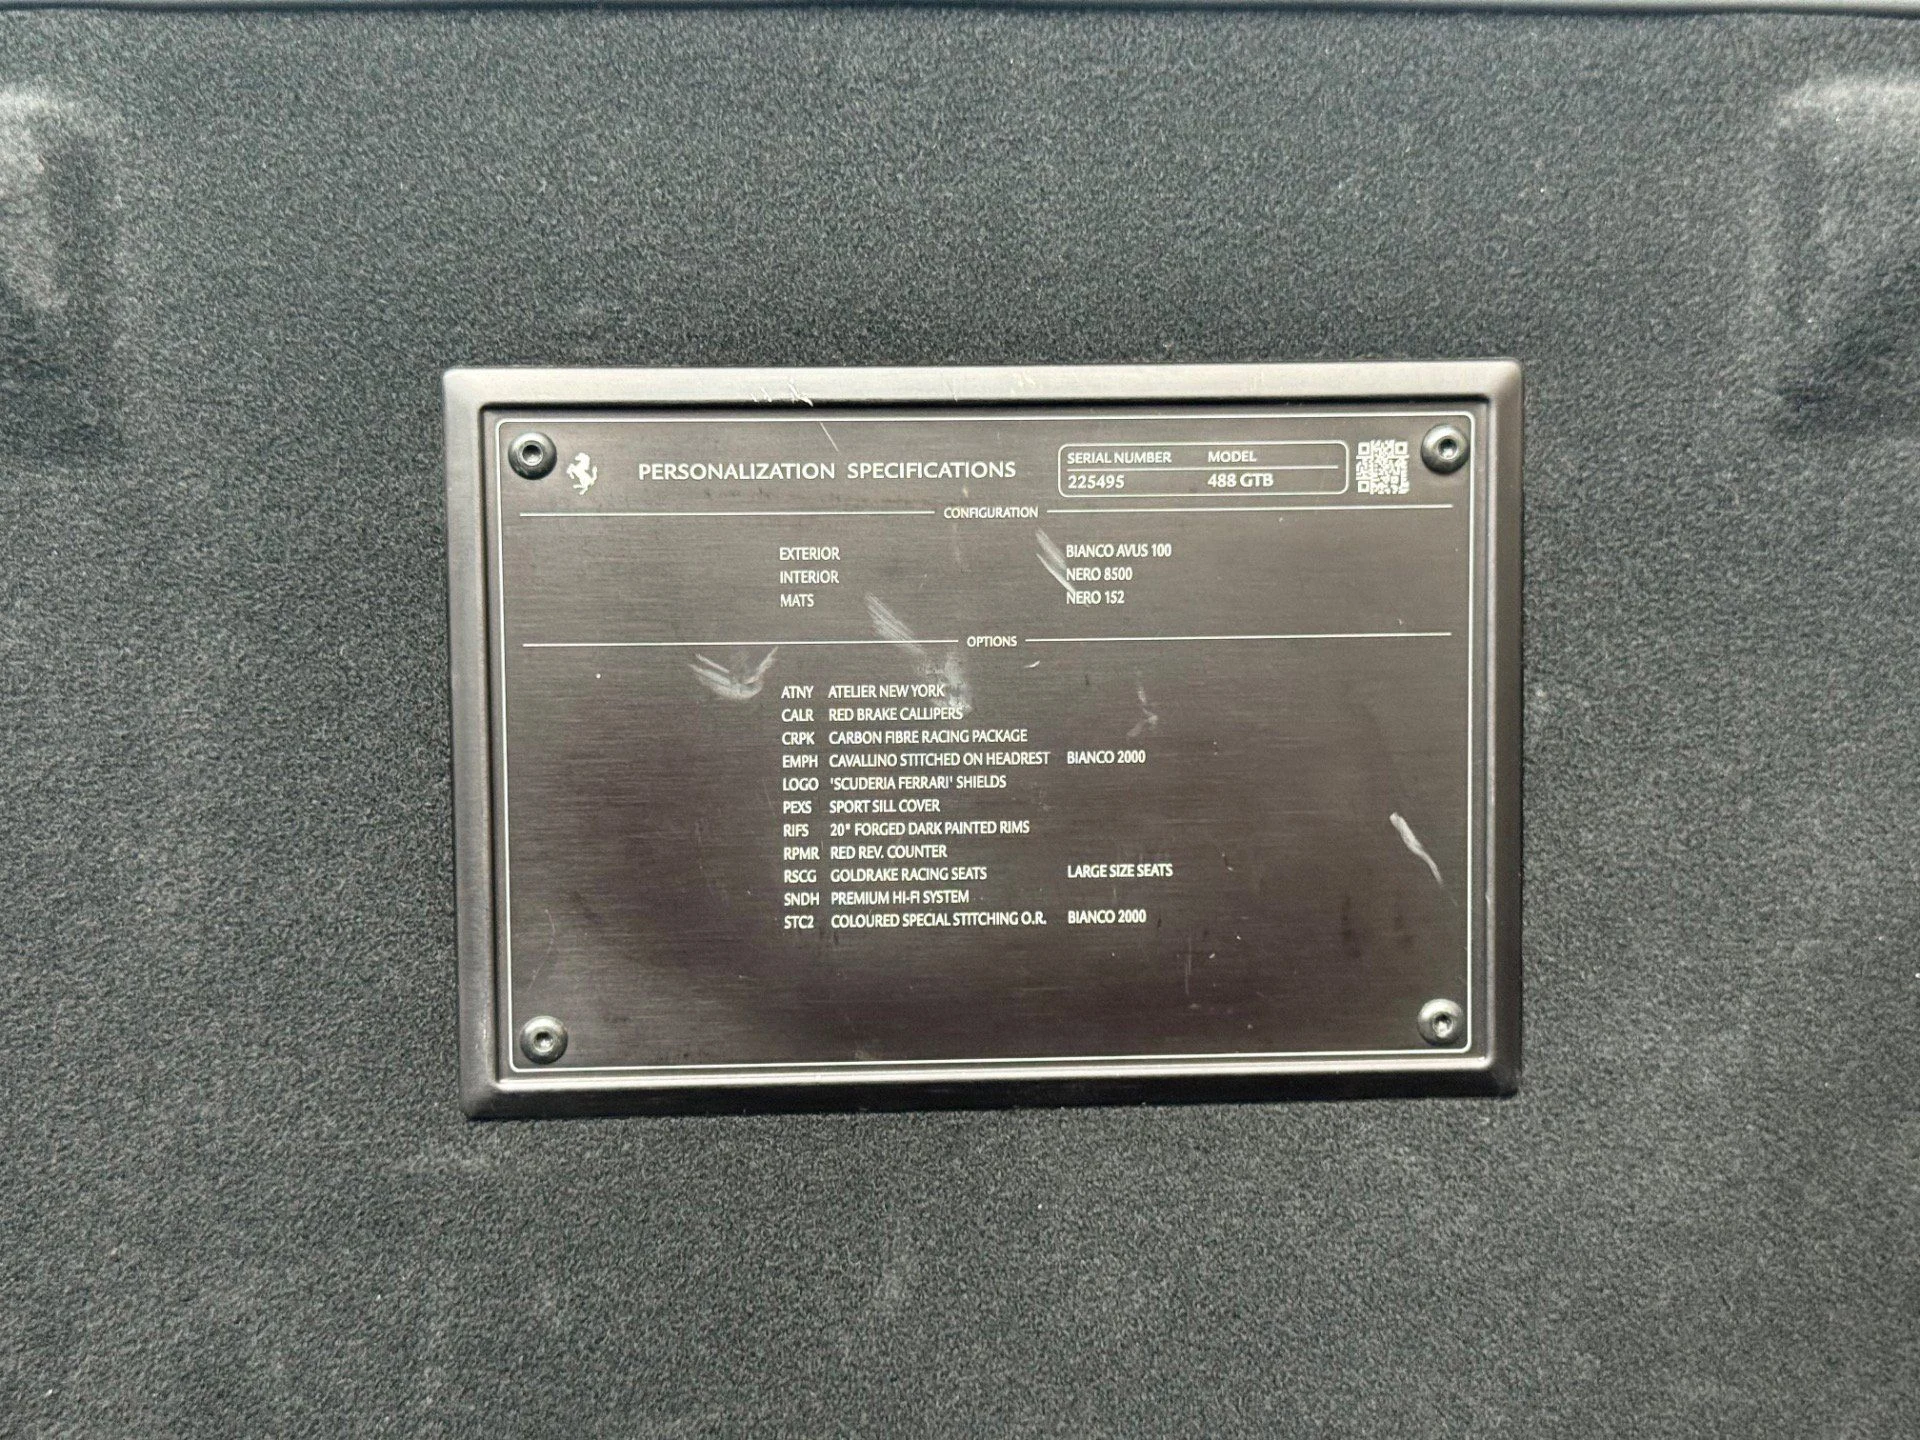 PERSONALIZATION SPECIFICATIONS
SERIAL NUMBER MODEL
225495 488 GTB
CONFIGURATION
EXTERIOR BIANCO AVUS 100
INTERIOR NERO 8500
MATS NERO 152
OPTIONS
ATNY ATELIER NEW YORK
CALR RED BRAKE CALLIPERS
CRPK CARBON FIBRE RACING PACKAGE
EMPH CAVALLINO STITCHED ON HEADREST BIANCO 2000
LOGO 'SCUDERIA FERRARI' SHIELDS
PEXS SPORT SILL COVER
RIFS 20" FORGED DARK PAINTED RIMS
RPMR RED REV. COUNTER
RSCG GOLDRAKE RACING SEATS LARGE SIZE SEATS
SNDH PREMIUM HI-FI SYSTEM
STC2 COLOURED SPECIAL STITCHING O.R. BIANCO 2000